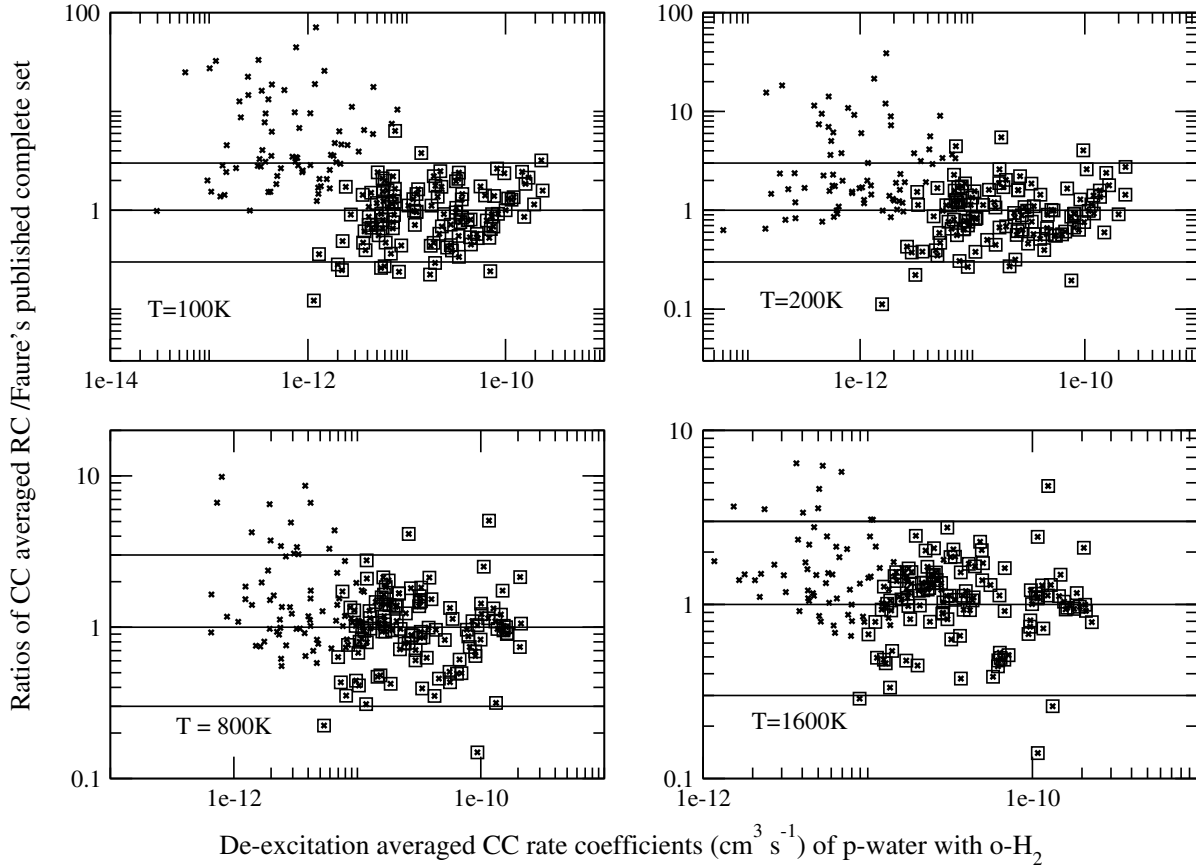 Ratios of CC averaged RC /Faure's published complete set
100
1
1e-14
1e-12
1e-10
T=100K
100
10
1
0.1
1e-12
1e-10
T=200K
10
1
0.1
1e-12
1e-10
T = 800K
10
1
0.1
1e-12
1e-10
T=1600K
De-excitation averaged CC rate coefficients (cm³ s⁻¹) of p-water with o-H₂